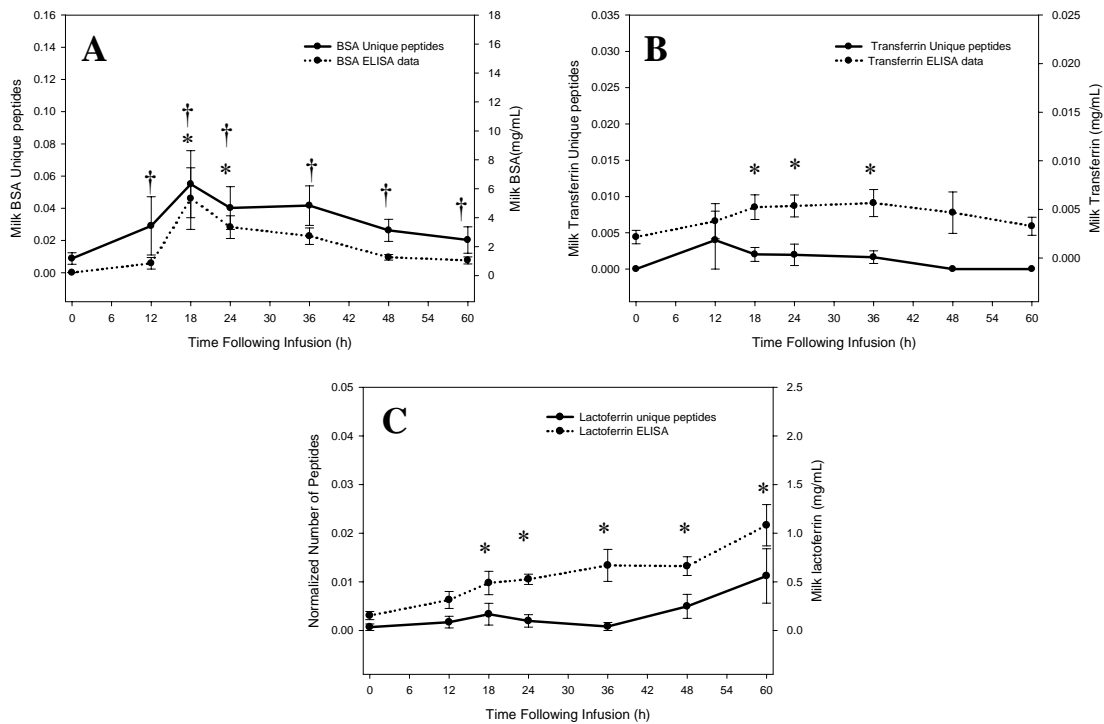 A
BSA Unique peptides
BSA ELISA data
Milk BSA Unique peptides
0.16
0.14
0.12
0.10
0.08
0.06
0.04
0.02
0.00
18
16
14
12
10
8
6
4
2
0
Milk BSA(mg/mL)
†
†
†
†
†
†
*
*
0 6 12 18 24 30 36 42 48 54 60
Time Following Infusion (h)
B
Transferrin Unique peptides
Transferrin ELISA data
Milk Transferrin Unique peptides
0.035
0.030
0.025
0.020
0.015
0.010
0.005
0.000
0.025
0.020
0.015
0.010
0.005
0.000
Milk Transferrin (mg/mL)
* * *
0 6 12 18 24 30 36 42 48 54 60
Time Following Infusion (h)
C
Lactoferrin unique peptides
Lactoferrin ELISA
Normalized Number of Peptides
0.05
0.04
0.03
0.02
0.01
0.00
2.5
2.0
1.5
1.0
0.5
0.0
Milk lactoferrin (mg/mL)
* * * * *
0 6 12 18 24 30 36 42 48 54 60
Time Following Infusion (h)